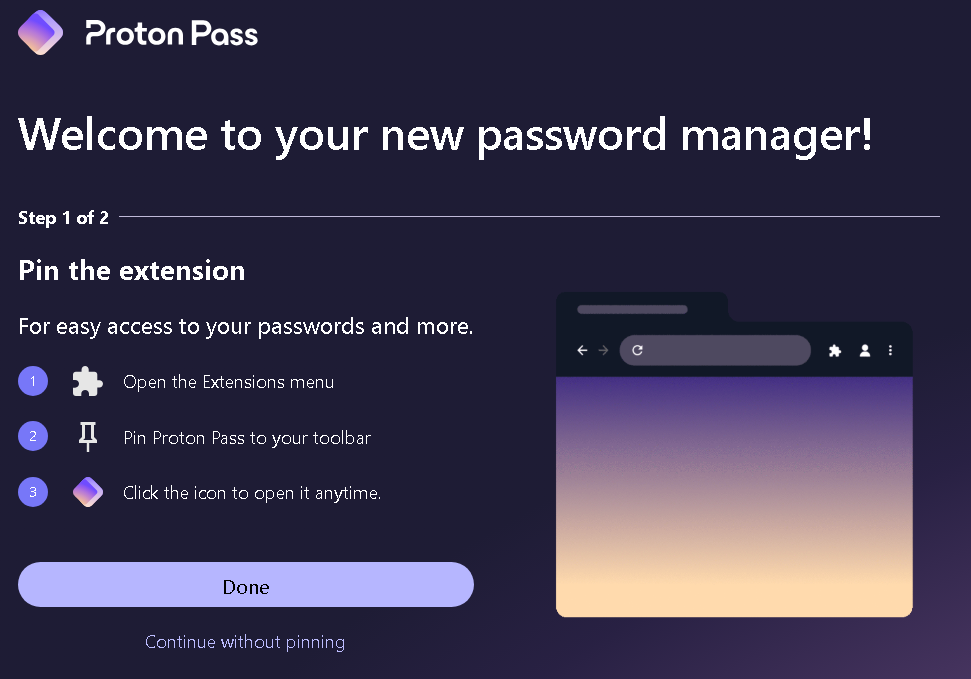 Proton Pass
Welcome to your new password manager!
Step 1 of 2
Pin the extension
For easy access to your passwords and more.
1 Open the Extensions menu
2 Pin Proton Pass to your toolbar
3 Click the icon to open it anytime.
Done
Continue without pinning